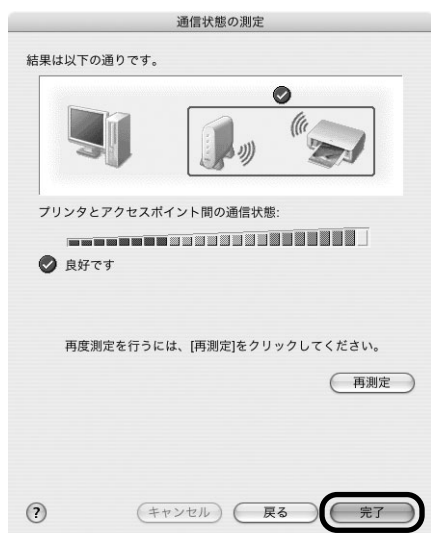 通信状態の測定
結果は以下の通りです。
プリンタとアクセスポイント間の通信状態:
良好です
再度測定を行うには、[再測定]をクリックしてください。
再測定
? キャンセル 戻る 完了